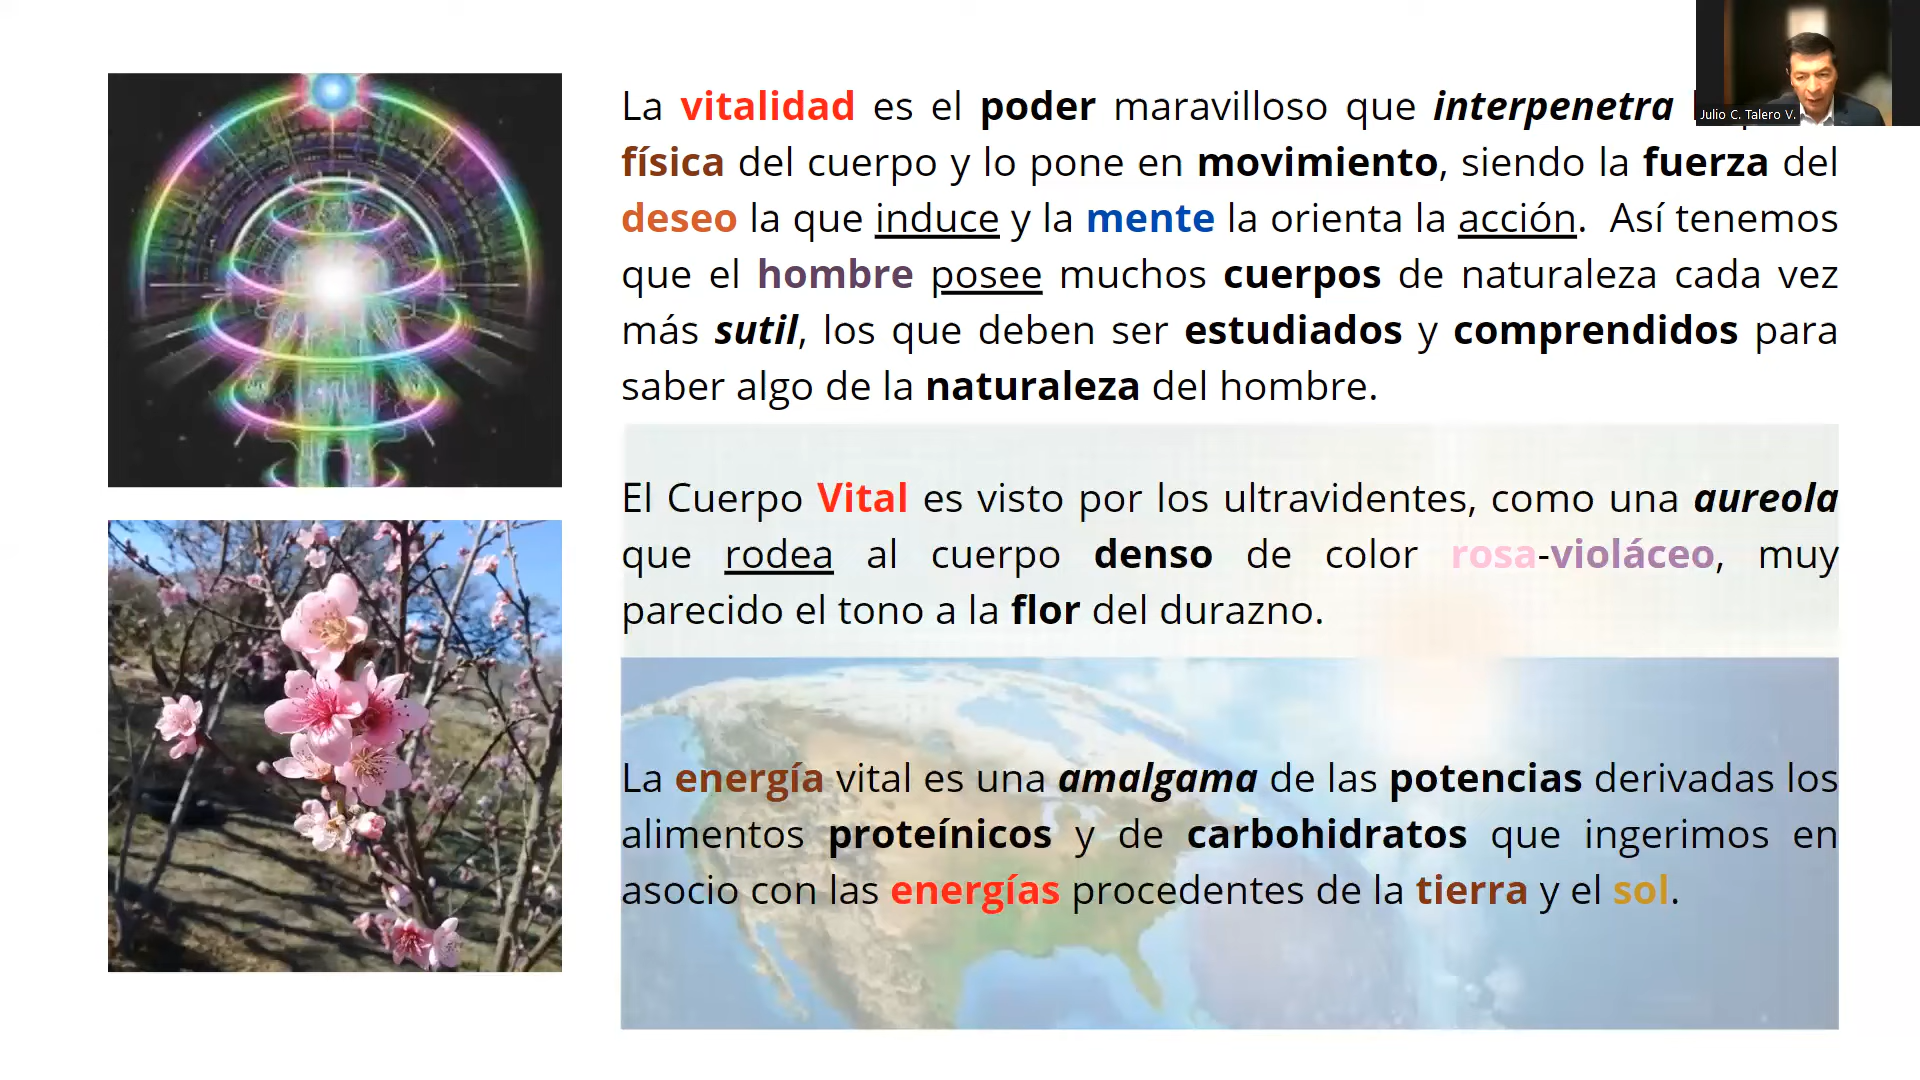 La vitalidad es el poder maravilloso que interpenetra
física del cuerpo y lo pone en movimiento, siendo la fuerza del
deseo la que induce y la mente la orienta la acción. Así tenemos
que el hombre posee muchos cuerpos de naturaleza cada vez
más sutil, los que deben ser estudiados y comprendidos para
saber algo de la naturaleza del hombre.
El Cuerpo Vital es visto por los ultravidentes, como una aureola
que rodea al cuerpo denso de color rosa-violáceo, muy
parecido el tono a la flor del durazno.
La energía vital es una amalgama de las potencias derivadas los
alimentos proteínicos y de carbohidratos que ingerimos en
asocio con las energías procedentes de la tierra y el sol.
Julio C. Talero V.